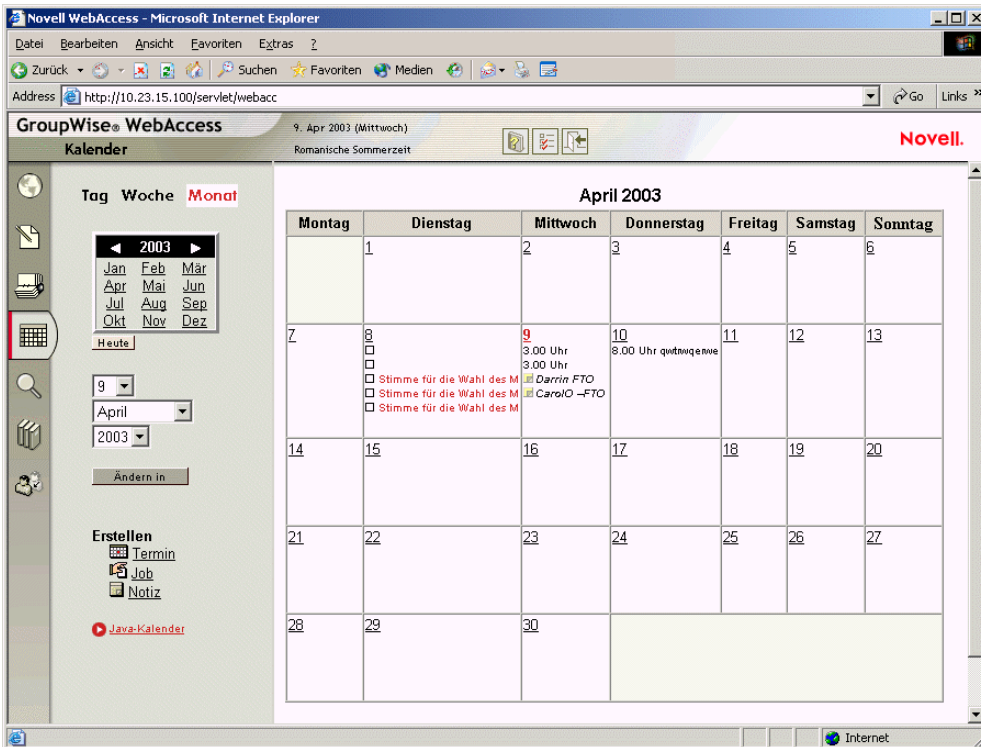 Novell WebAccess - Microsoft Internet Explorer
Datei Bearbeiten Ansicht Favoriten Extras ?
Zurück Suchen Favoriten Medien
Address http://10.23.15.100/servlet/webacc Go Links »
GroupWise® WebAccess
Kalender
9. Apr 2003 (Mittwoch)
Romanische Sommerzeit
Novell.
Tag Woche Monat
2003
Jan Feb Mär
Apr Mai Jun
Jul Aug Sep
Okt Nov Dez
Heute
9
April
2003
Ändern in
Erstellen
Termin
Job
Notiz
Java-Kalender
April 2003
Montag Dienstag Mittwoch Donnerstag Freitag Samstag Sonntag
1 2 3 4 5 6
7 8 9 10 11 12 13
3.00 Uhr 8.00 Uhr
3.00 Uhr
Stimme für die Wahl des M Darrin FTO
Stimme für die Wahl des M CarolO –FTO
Stimme für die Wahl des M
14 15 16 17 18 19 20
21 22 23 24 25 26 27
28 29 30
Internet